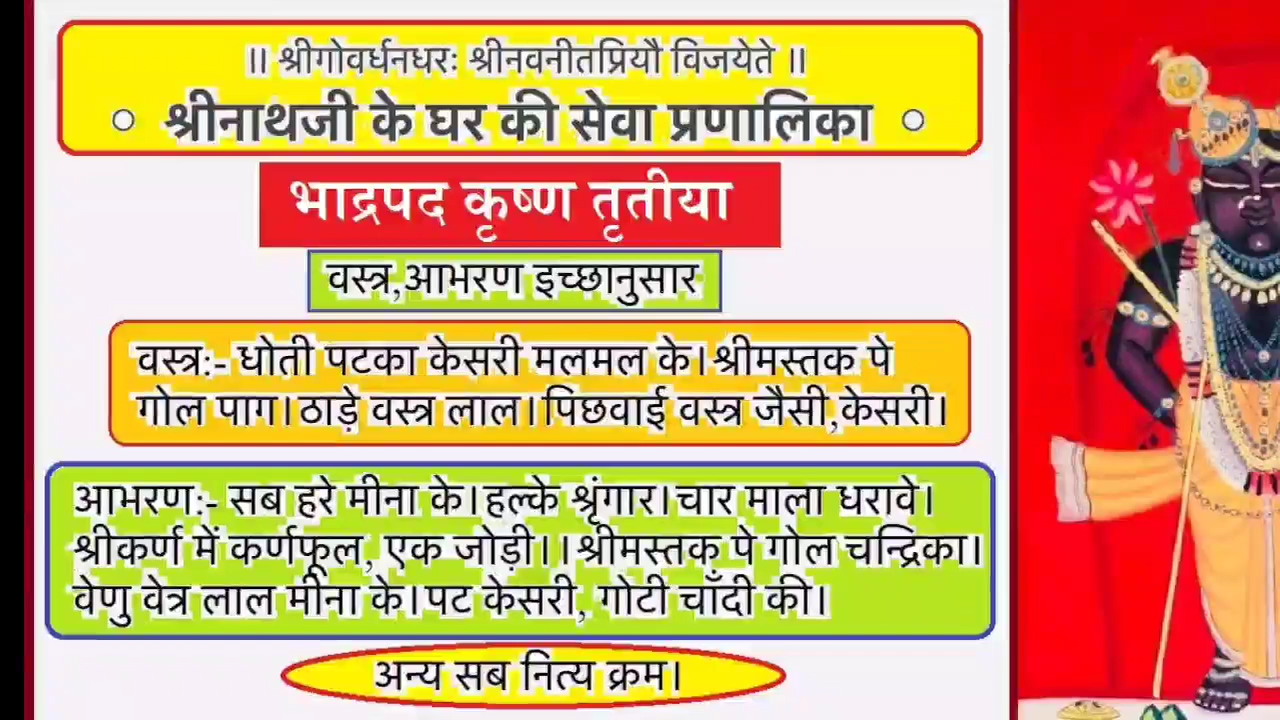 ॥ श्रीगोवर्धनधरः श्रीनवनीतप्रियौ विजयेते ॥
श्रीनाथजी के घर की सेवा प्रणालिका
भाद्रपद कृष्ण तृतीया
वस्त्र,आभरण इच्छानुसार
वस्त्र:- धोती पटका केसरी मलमल के।श्रीमस्तक पे
गोल पाग।ठाड़े वस्त्र लाल।पिछवाई वस्त्र जैसी,केसरी।
आभरण:- सब हरे मीना के।हल्के श्रृंगार।चार माला धरावे।
श्रीकर्ण में कर्णफूल, एक जोड़ी।।श्रीमस्तक पे गोल चन्द्रिका।
वेणु वेत्र लाल मीना के।पट केसरी, गोटी चाँदी की।
अन्य सब नित्य क्रम।